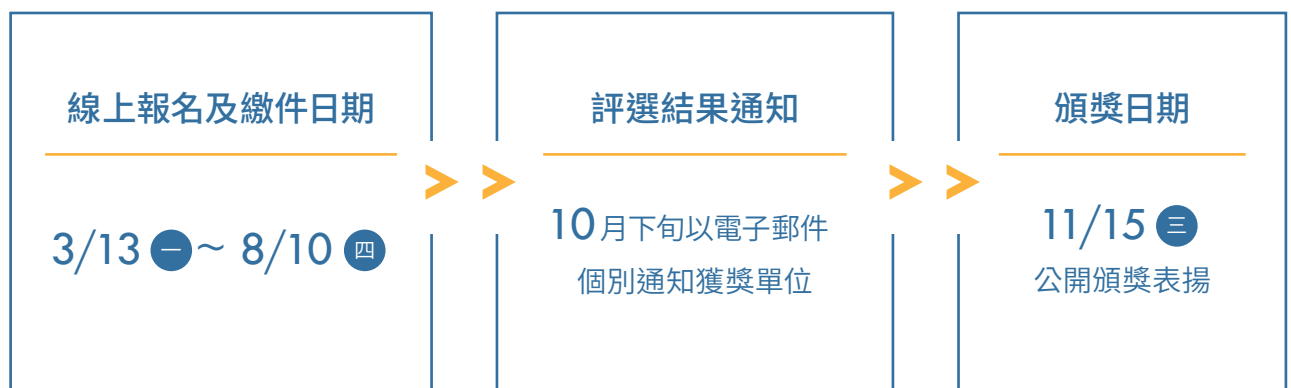 線上報名及繳件日期
3/13 一 ~ 8/10 四
評選結果通知
10月下旬以電子郵件
個別通知獲獎單位
頒獎日期
11/15 三
公開頒獎表揚